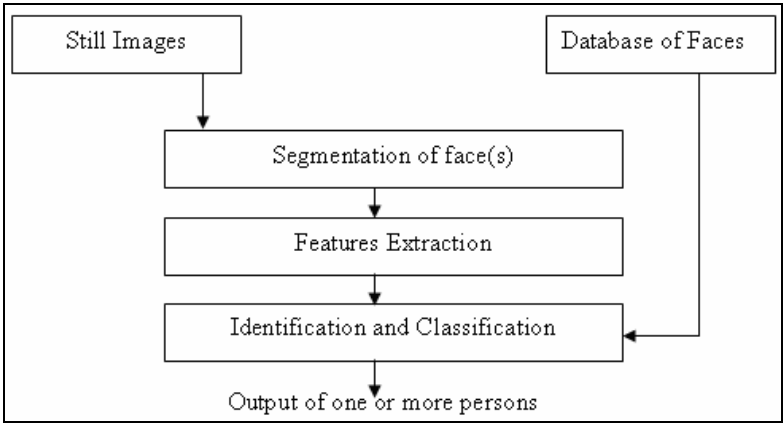 Still Images
Database of Faces
Segmentation of face(s)
Features Extraction
Identification and Classification
Output of one or more persons